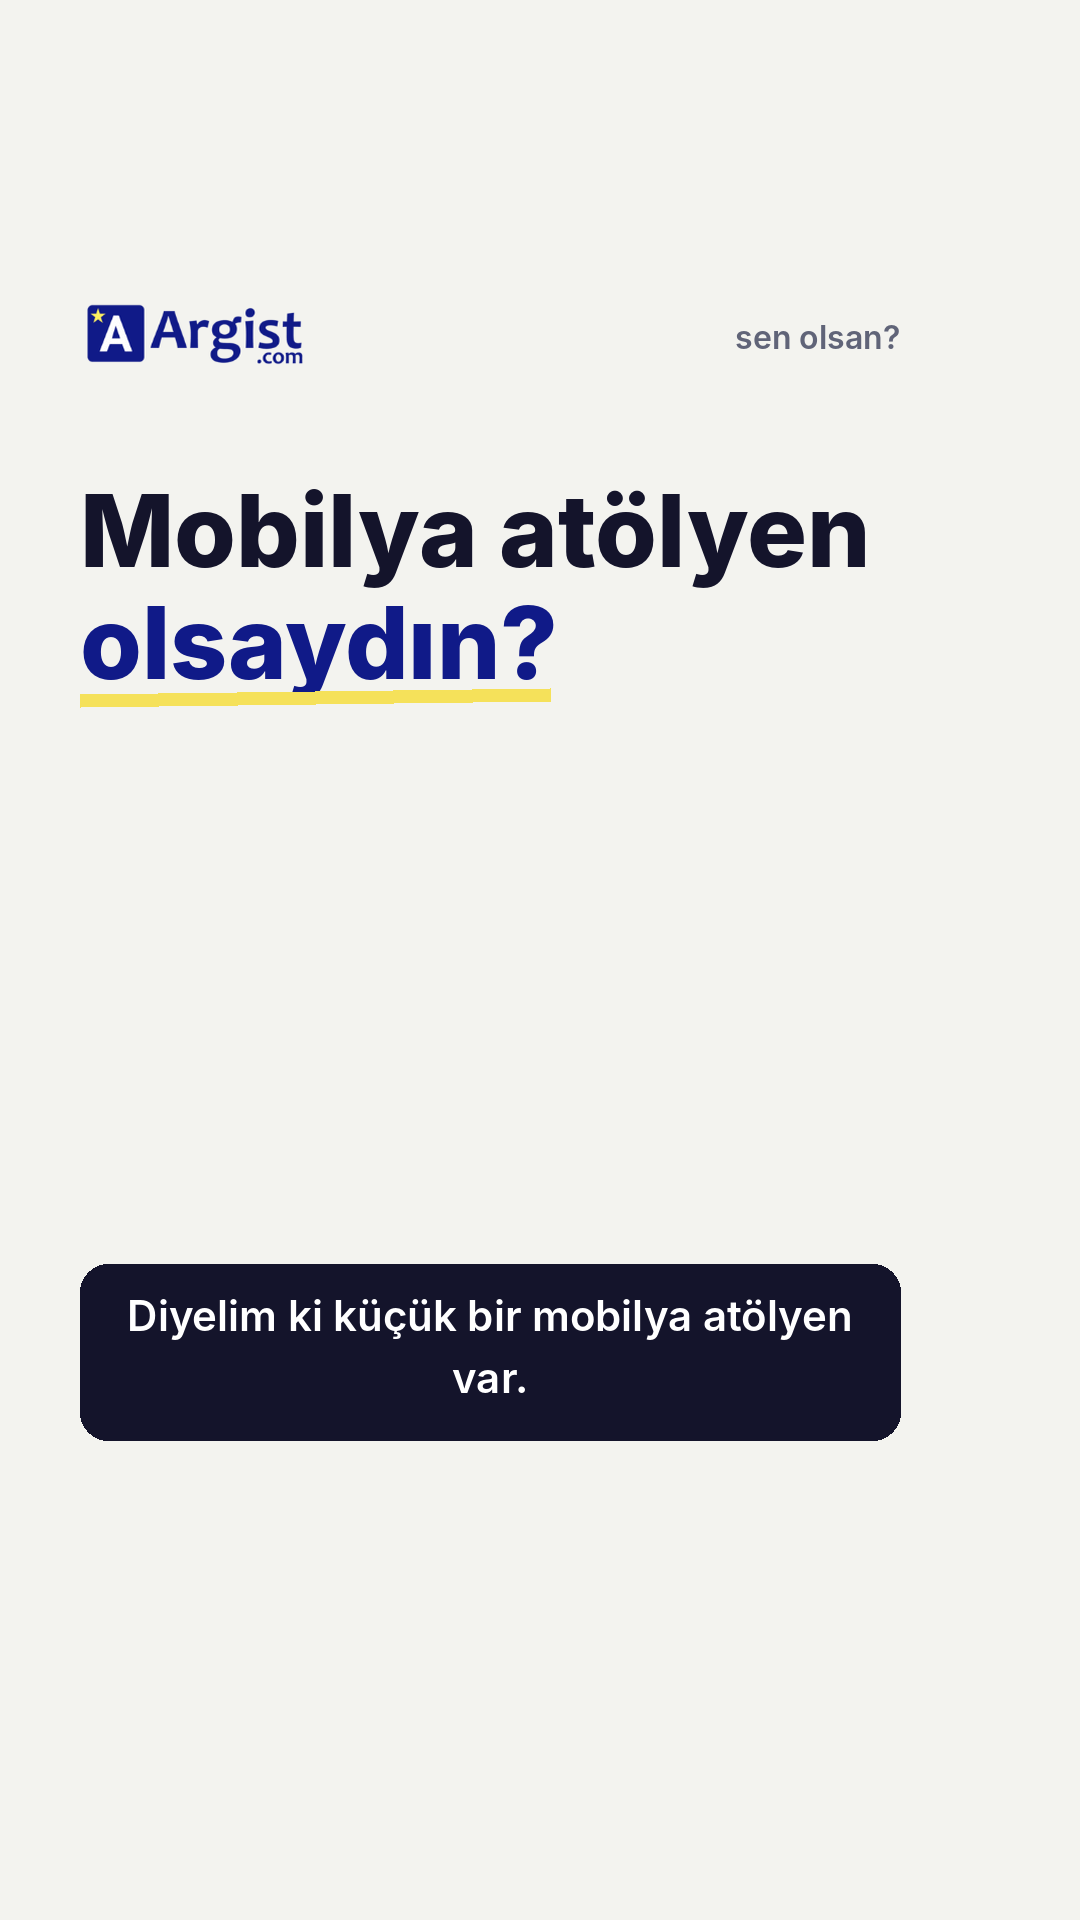 A Argist
.com
sen olsan?
Mobilya atölyen
olsaydın?
Diyelim ki küçük bir mobilya atölyen
var.